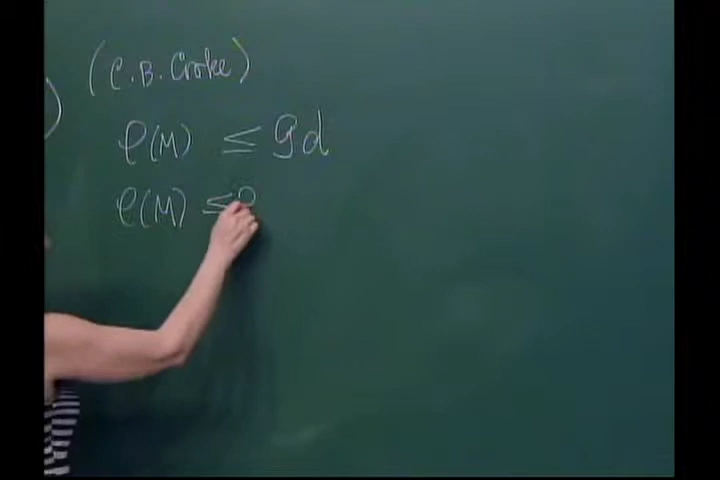 (C.B. Croke)
)
ℓ(M) ≤ 9d
ℓ(M) ≤